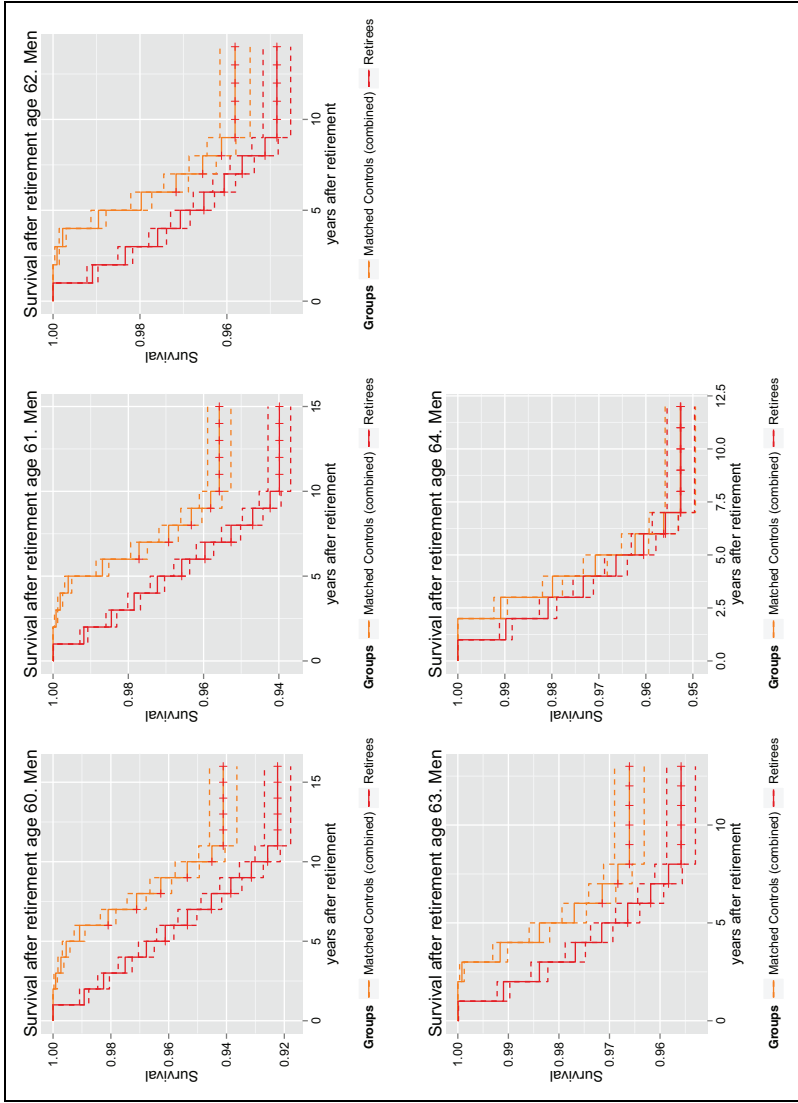 Survival after retirement age 60. Men
1.00
0.98
0.96
0.94
0.92
Survival
0
5
10
15
years after retirement
Groups Matched Controls (combined) Retirees
Survival after retirement age 61. Men
1.00
0.98
0.96
0.94
Survival
0
5
10
15
years after retirement
Groups Matched Controls (combined) Retirees
Survival after retirement age 62. Men
1.00
0.98
0.96
Survival
0
5
10
years after retirement
Groups Matched Controls (combined) Retirees
Survival after retirement age 63. Men
1.00
0.99
0.98
0.97
0.96
Survival
0
5
10
years after retirement
Groups Matched Controls (combined) Retirees
Survival after retirement age 64. Men
1.00
0.99
0.98
0.97
0.96
0.95
Survival
0.0
2.5
5.0
7.5
10.0
12.5
years after retirement
Groups Matched Controls (combined) Retirees